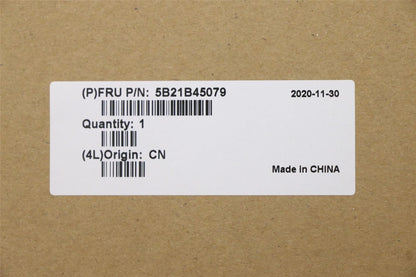 (P)FRU P/N: 5B21B45079 2020-11-30
Quantity: 1
(4L)Origin: CN
Made in CHINA